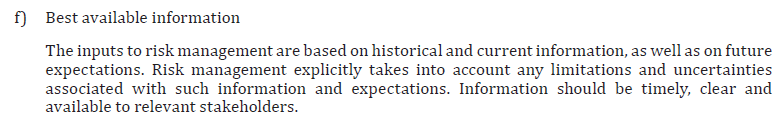 f) Best available information
The inputs to risk management are based on historical and current information, as well as on future
expectations. Risk management explicitly takes into account any limitations and uncertainties
associated with such information and expectations. Information should be timely, clear and
available to relevant stakeholders.